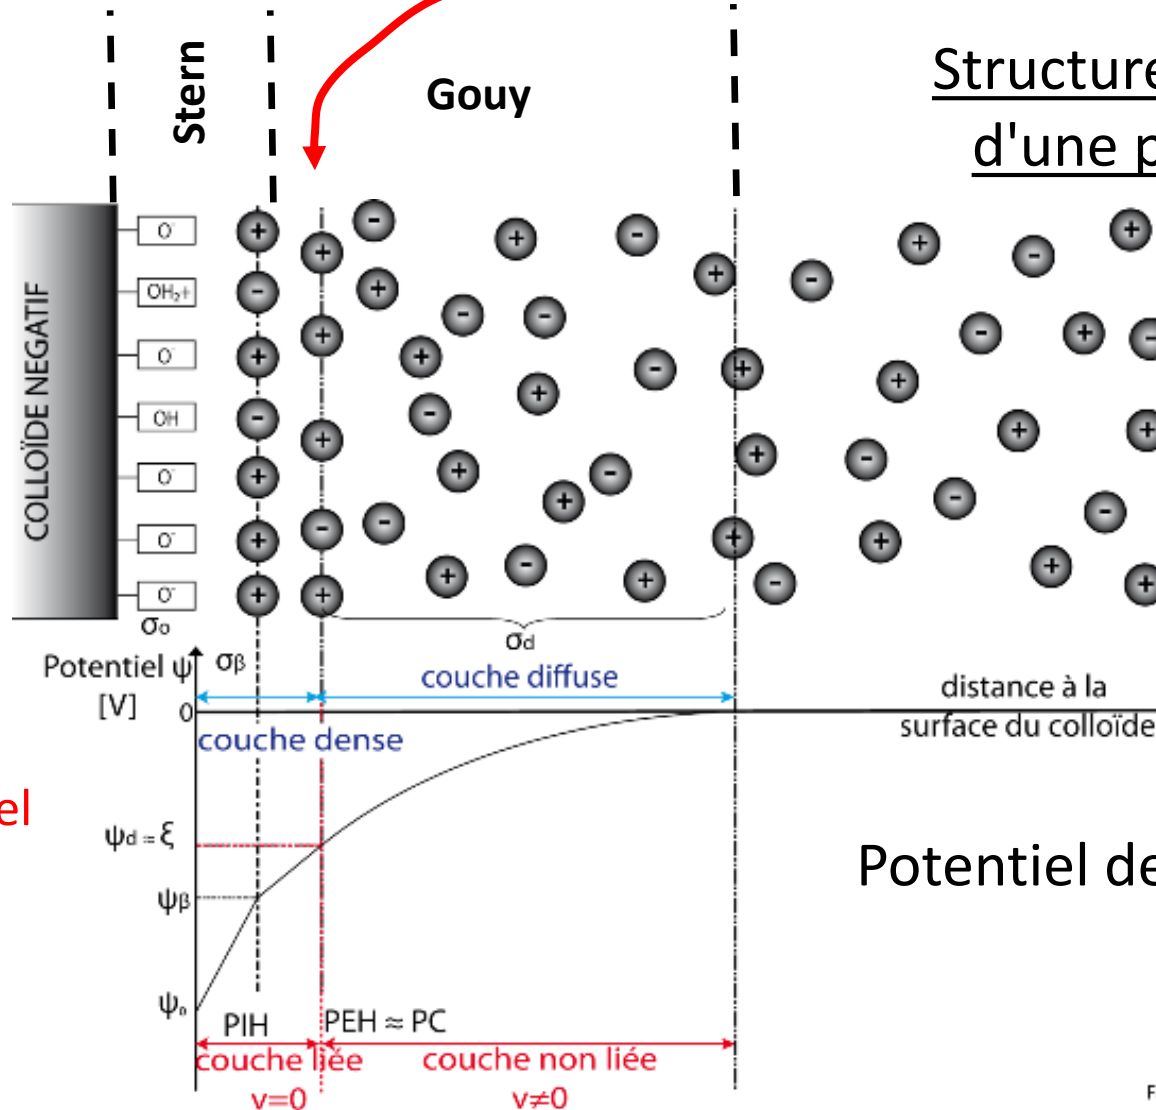 Stern
Gouy
Structure
d'une p
COLLOÏDE NEGATIF
O⁻
OH₂+
O⁻
OH
O⁻
O⁻
O⁻
+ - + - + + +
+ + + - +
σ₀
σβ
σd
Potentiel ψ
[V]
0
couche diffuse
couche dense
distance à la
surface du colloïde
el
ψd = ξ
ψβ
ψ₀
Potentiel de
PIH
PEH ≈ PC
couche liée
couche non liée
v=0
v≠0
F